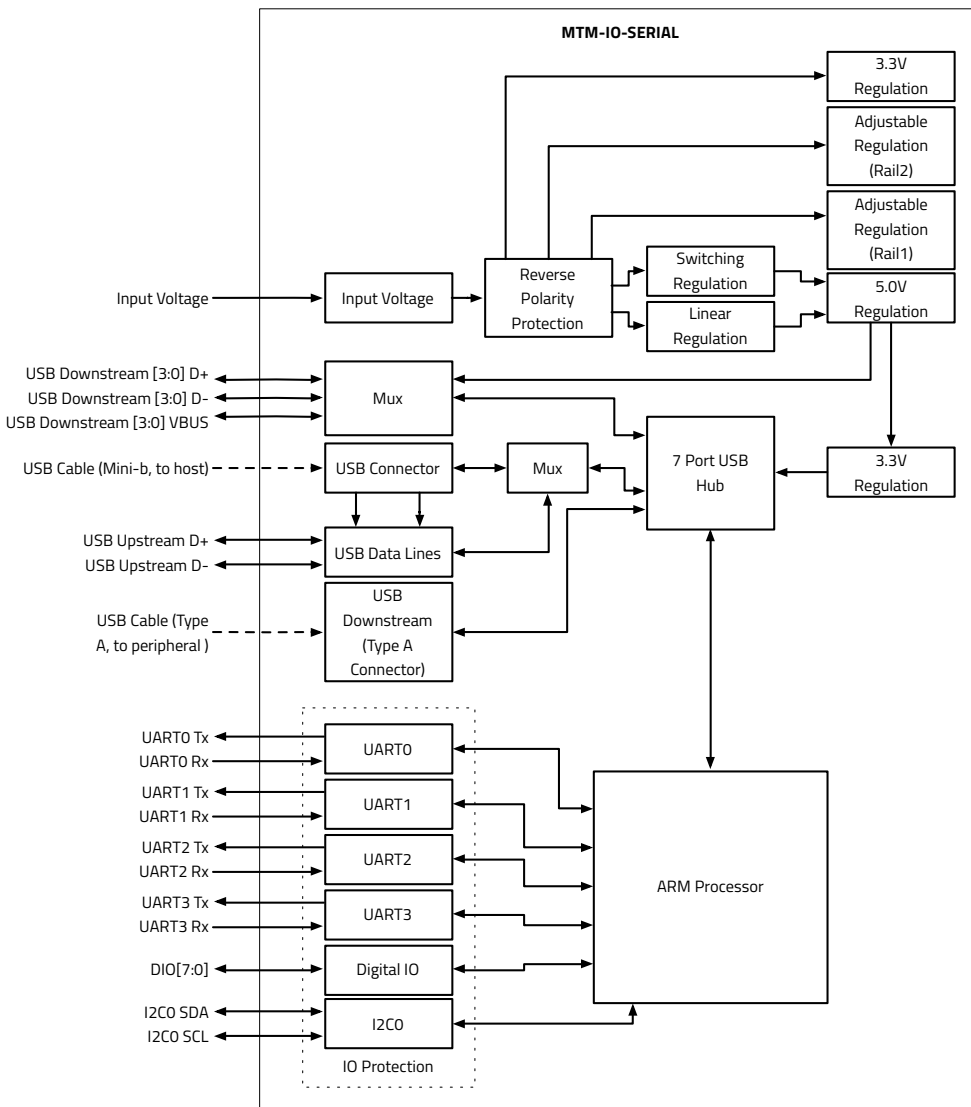 MTM-IO-SERIAL
3.3V
Regulation
Adjustable
Regulation
(Rail2)
Adjustable
Regulation
(Rail1)
Input Voltage
Input Voltage
Reverse
Polarity
Protection
Switching
Regulation
Linear
Regulation
5.0V
Regulation
USB Downstream [3:0] D+
USB Downstream [3:0] D-
USB Downstream [3:0] VBUS
Mux
USB Cable (Mini-b, to host)
USB Connector
Mux
7 Port USB
Hub
3.3V
Regulation
USB Upstream D+
USB Upstream D-
USB Data Lines
USB Cable (Type
A, to peripheral )
USB
Downstream
(Type A
Connector)
UART0 Tx
UART0 Rx
UART0
UART1 Tx
UART1 Rx
UART1
UART2 Tx
UART2 Rx
UART2
UART3 Tx
UART3 Rx
UART3
ARM Processor
DIO[7:0]
Digital IO
I2C0 SDA
I2C0 SCL
I2C0
IO Protection